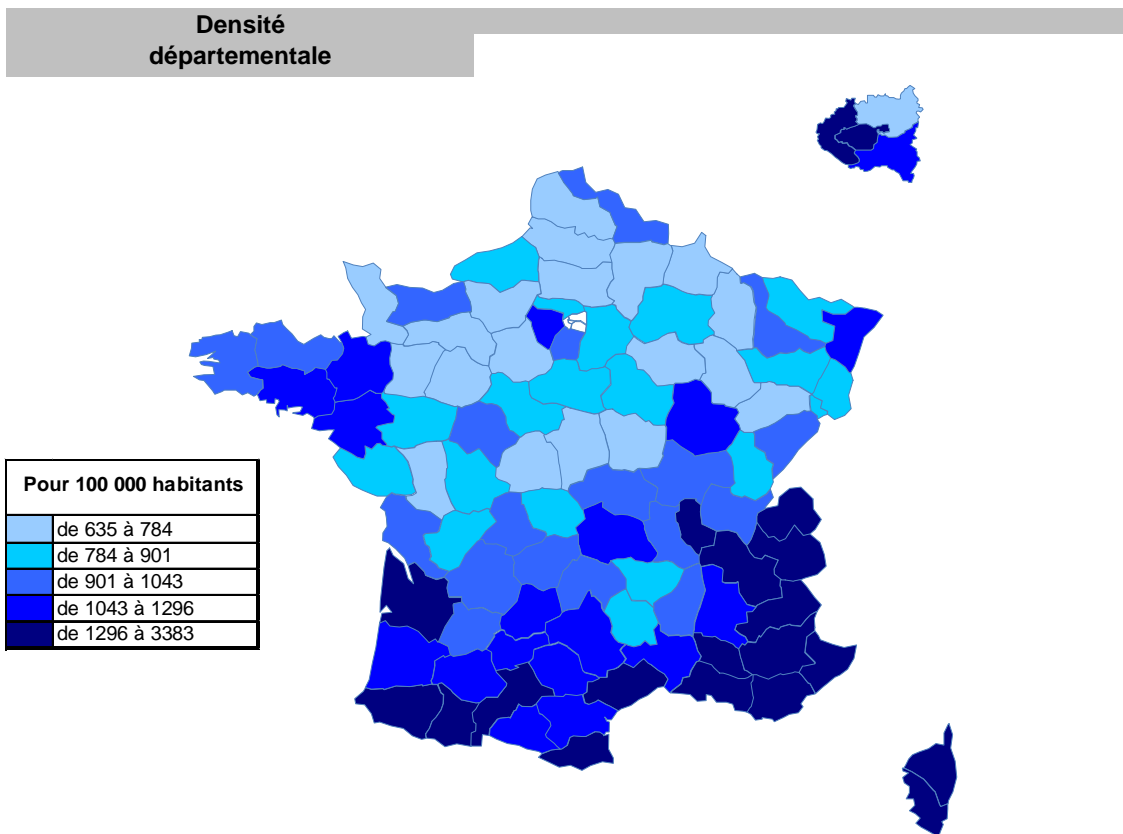 Densité
départementale
Pour 100 000 habitants
de 635 à 784
de 784 à 901
de 901 à 1043
de 1043 à 1296
de 1296 à 3383